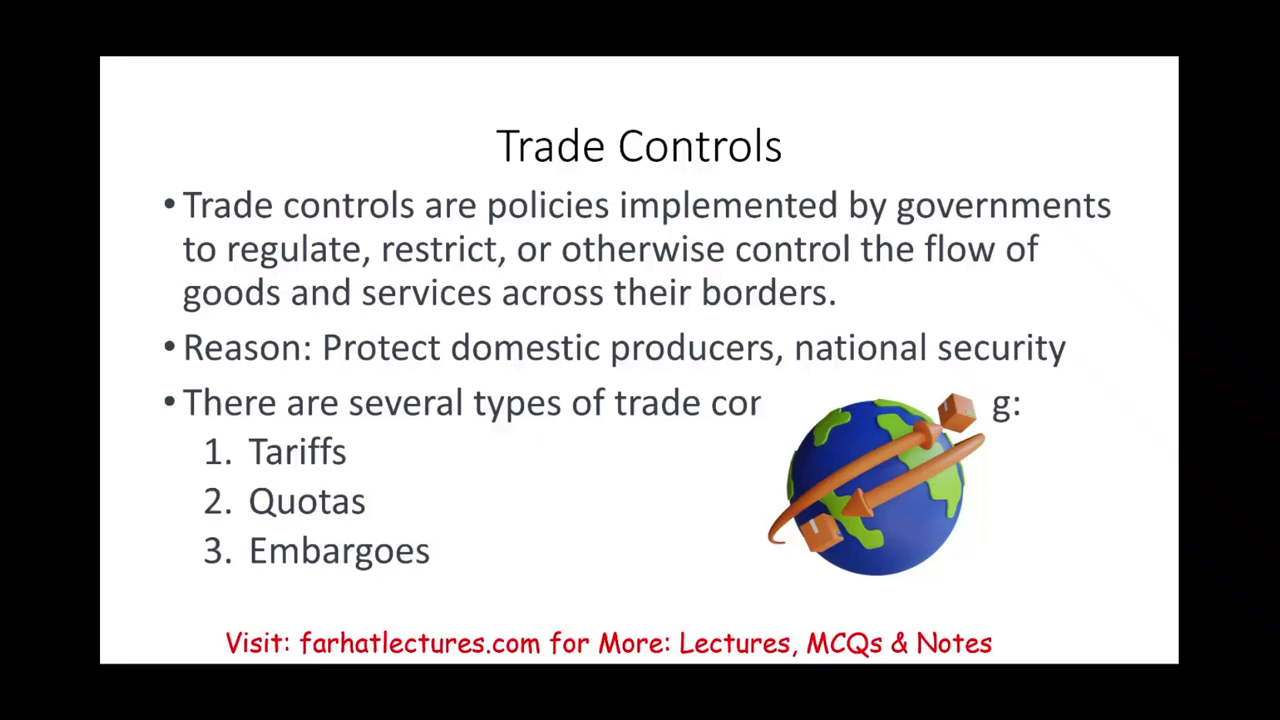 Trade Controls
•Trade controls are policies implemented by governments
to regulate, restrict, or otherwise control the flow of
goods and services across their borders.
•Reason: Protect domestic producers, national security
•There are several types of trade cor g:
1. Tariffs
2. Quotas
3. Embargoes
Visit: farhatlectures.com for More: Lectures, MCQs & Notes